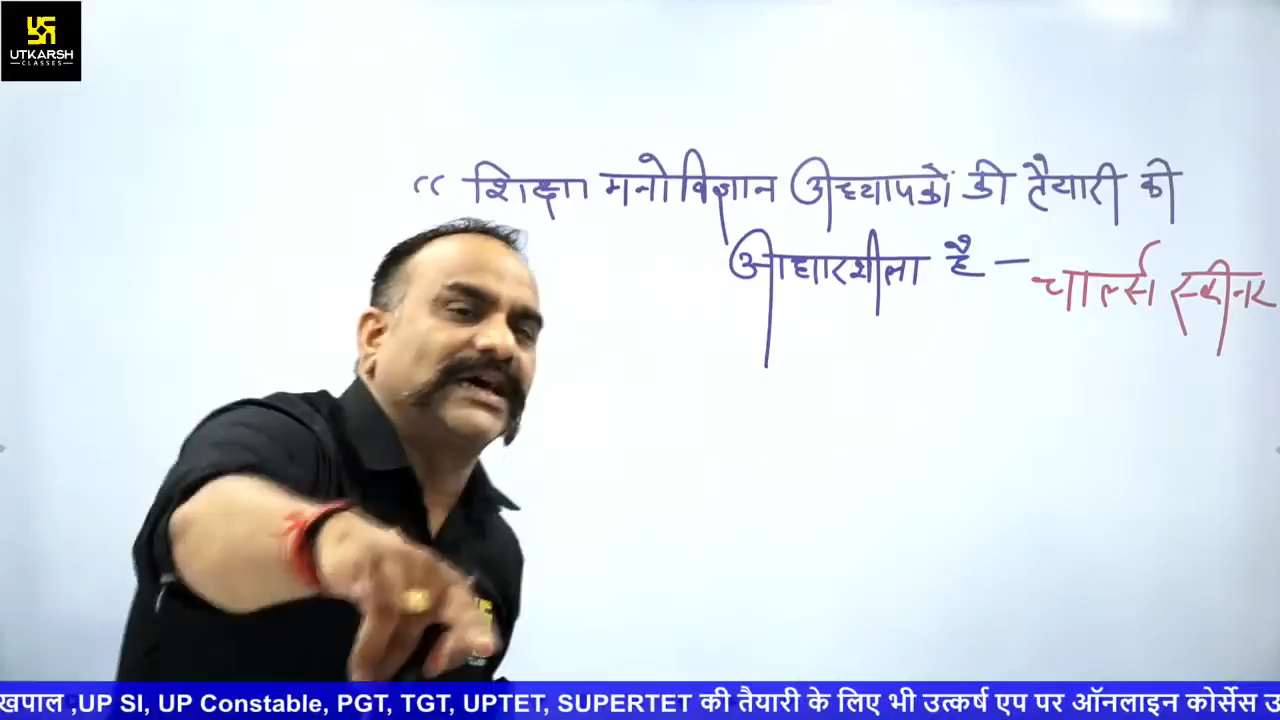 UTKARSH
CLASSES
“ शिक्षा मनोविज्ञान अध्यापकों की तैयारी की
आधारशीला है –
चार्ल्स स्कीनर
खपाल ,UP SI, UP Constable, PGT, TGT, UPTET, SUPERTET की तैयारी के लिए भी उत्कर्ष एप पर ऑनलाइन कोर्सेस उ